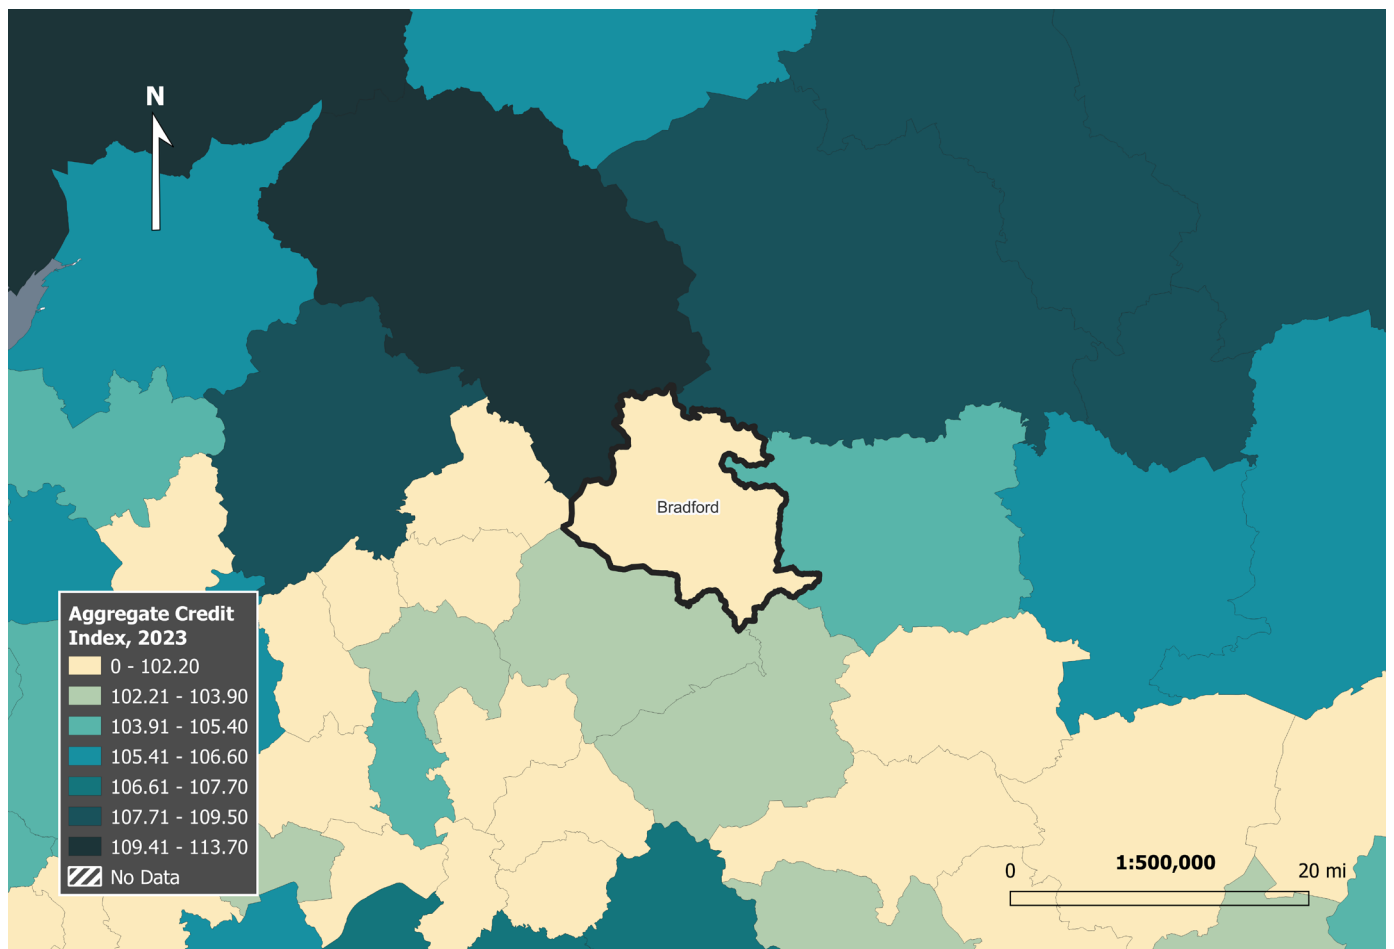 N
Bradford
Aggregate Credit
Index, 2023
0 - 102.20
102.21 - 103.90
103.91 - 105.40
105.41 - 106.60
106.61 - 107.70
107.71 - 109.50
109.41 - 113.70
No Data
0 1:500,000 20 mi